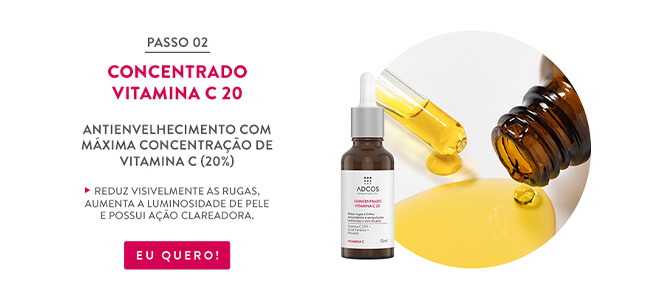 PASSO 02
CONCENTRADO
VITAMINA C 20
ANTIENVELHECIMENTO COM
MÁXIMA CONCENTRAÇÃO DE
VITAMINA C (20%)
REDUZ VISIVELMENTE AS RUGAS,
AUMENTA A LUMINOSIDADE DE PELE
E POSSUI AÇÃO CLAREADORA.
EU QUERO!
ADCOS
CONCENTRADO
VITAMINA C 20
VITAMINA C
15ml